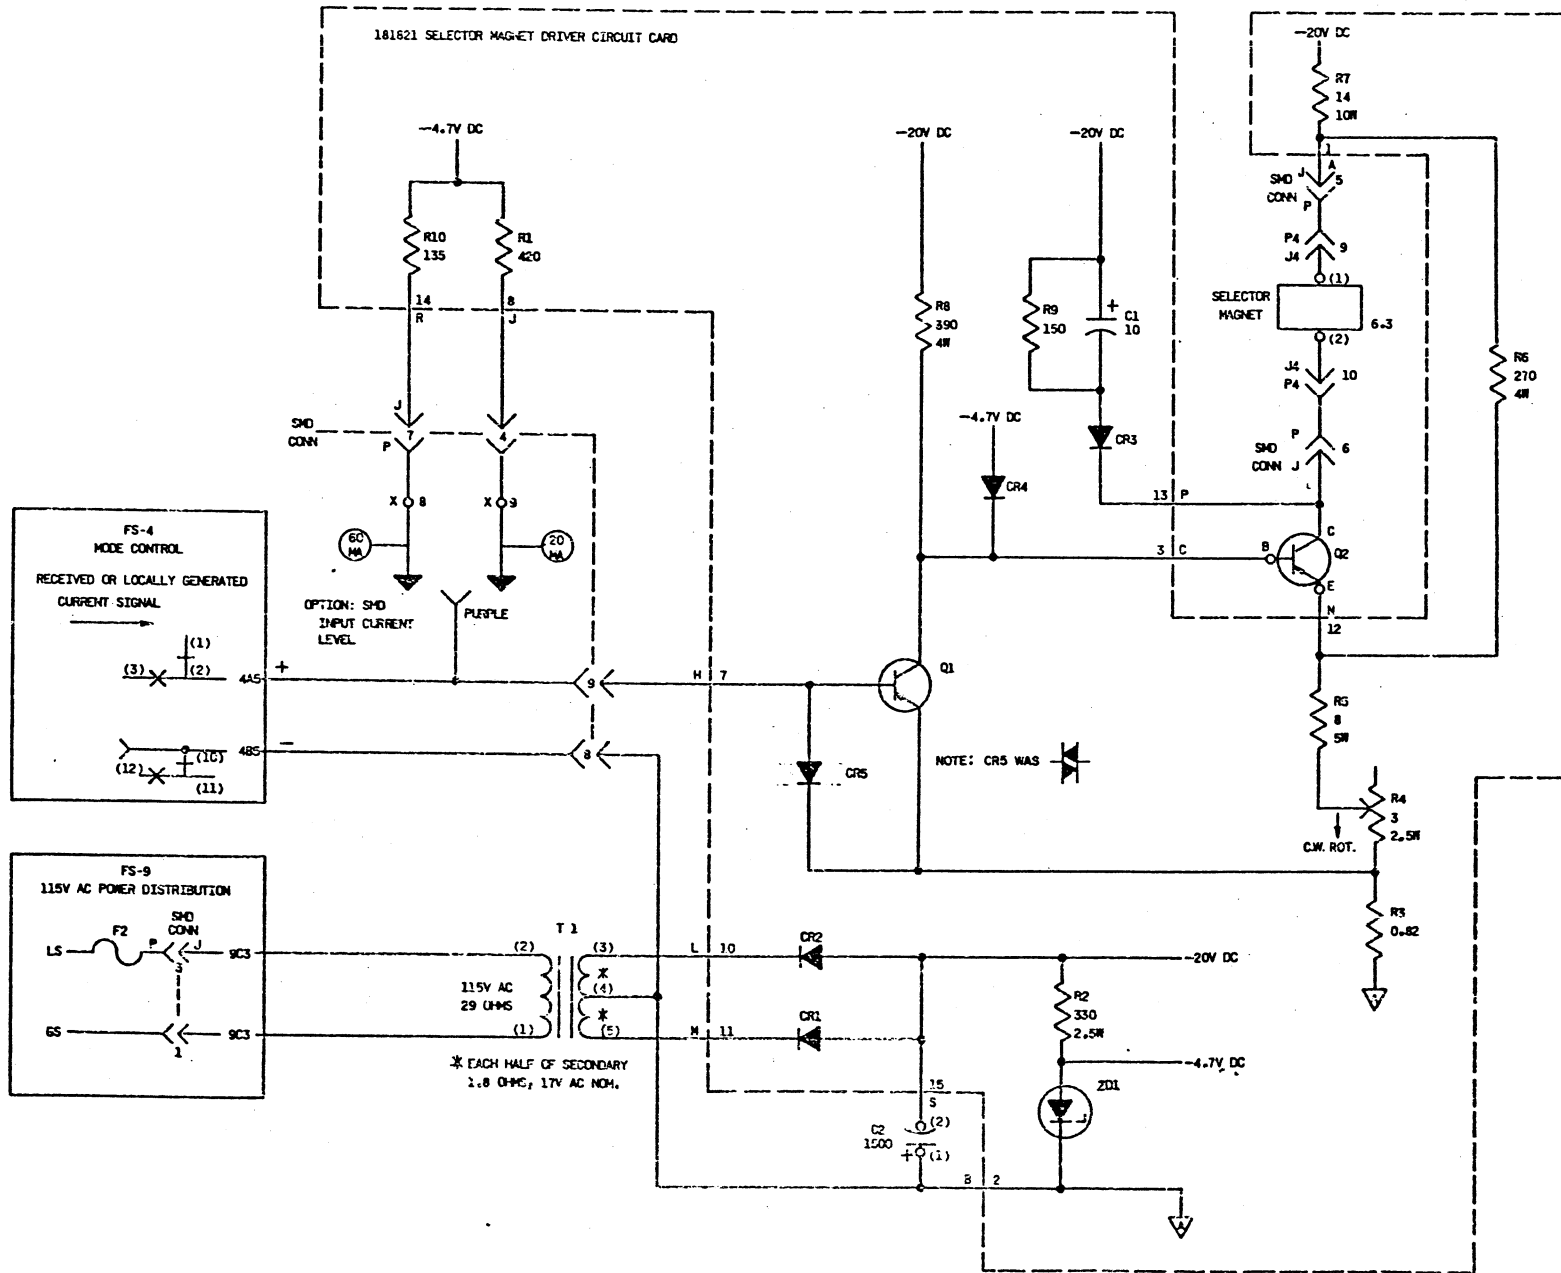 181621 SELECTOR MAGNET DRIVER CIRCUIT CARD
-20V DC
R7
14
10W
-4.7V DC
-20V DC
-20V DC
1
A
J
5
SMD
CONN
P
R10
135
R1
420
P4
J4
9
(1)
14
R
8
J
R8
390
4W
R9
150
+
C1
10
SELECTOR
MAGNET
6.3
(2)
R6
270
4W
J4
P4
10
J
SMD
CONN
7
P
4
-4.7V DC
CR3
P
SMD
CONN
6
J
L
X
8
X
9
CR4
13
P
C
FS-4
MODE CONTROL
60
MA
20
MA
3
C
B
Q2
RECEIVED OR LOCALLY GENERATED
CURRENT SIGNAL
OPTION: SMD
INPUT CURRENT
LEVEL
PURPLE
E
N
12
(1)
(3)
(2)
4A5
+
9
H
7
Q1
R5
8
5W
4B5
-
(10)
(12)
(11)
8
CR5
NOTE: CR5 WAS
R4
3
2.5W
C.W. ROT.
FS-9
115V AC POWER DISTRIBUTION
F2
SMD
CONN
R3
0.82
LS
P
J
3
9C3
T1
(2)
(3)
L
10
CR2
-20V DC
115V AC
29 OHMS
*
(4)
*
R2
330
2.5W
GS
1
9C3
(1)
(5)
M
11
CR1
* EACH HALF OF SECONDARY
1.8 OHMS, 17V AC NOM.
-4.7V DC
15
S
ZD1
C2
1500
(2)
+
(1)
B
2
A